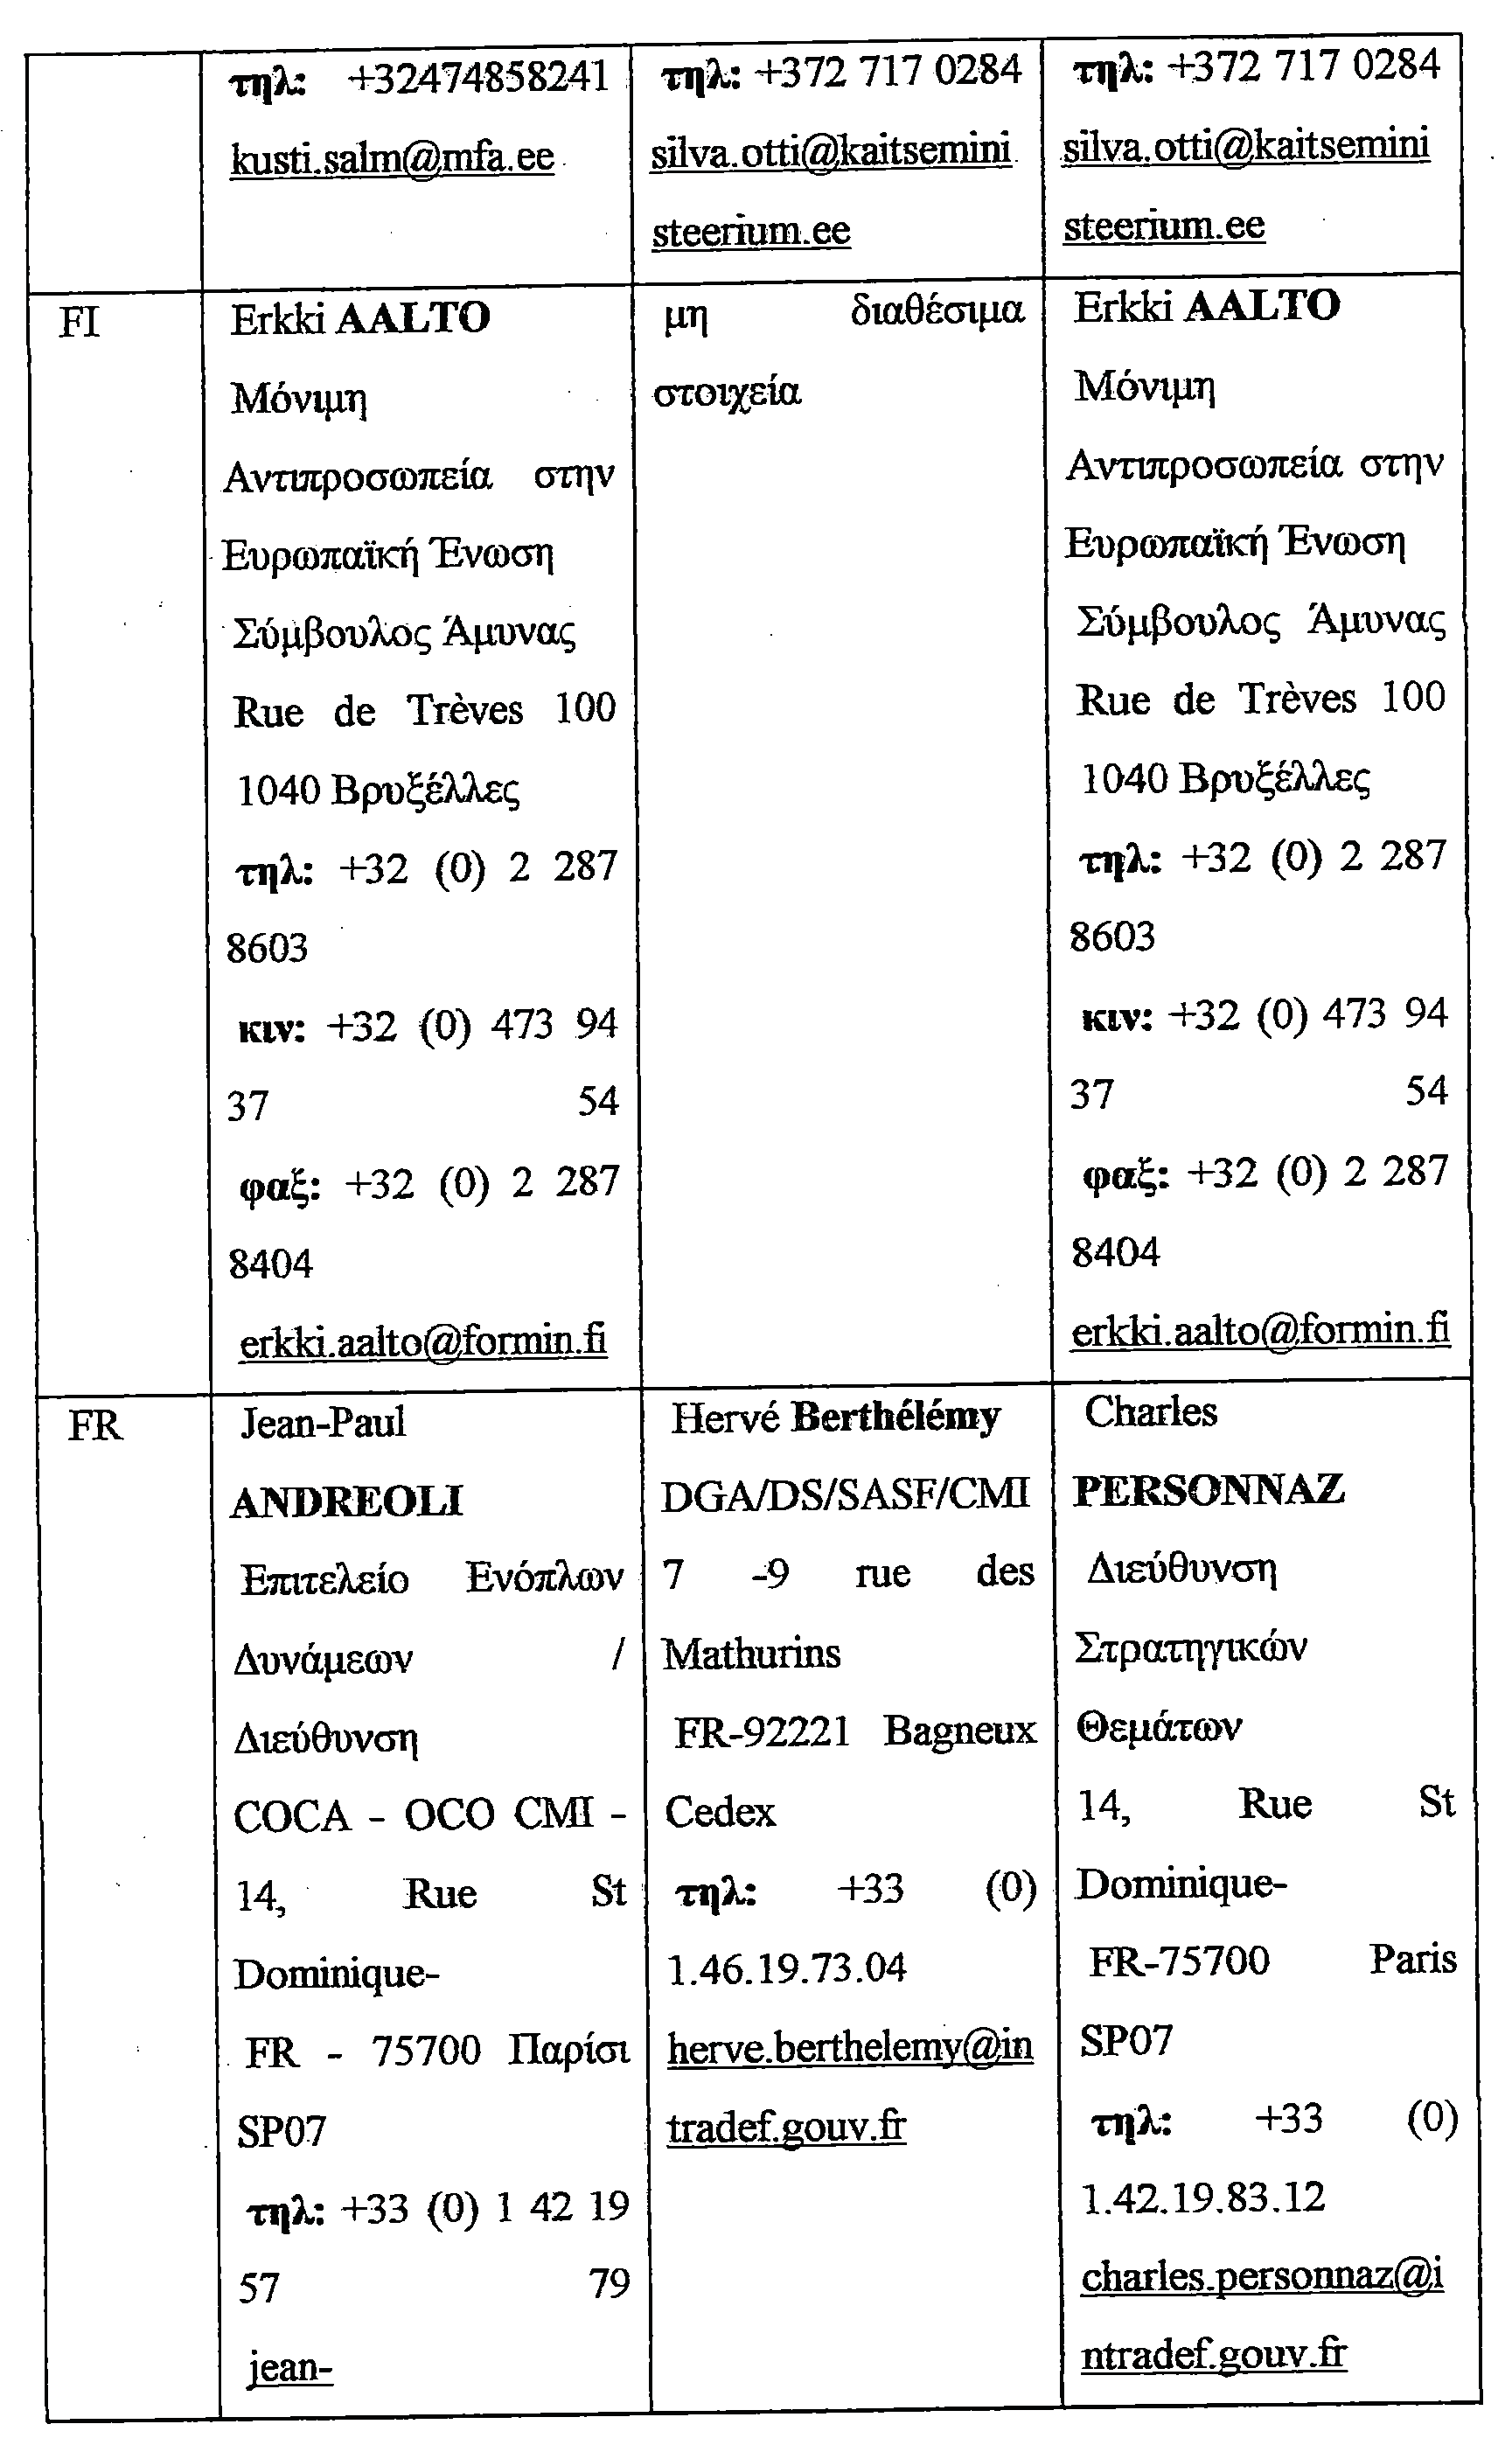 τηλ: +32474858241
kusti.salm@mfa.ee
τηλ: +372 717 0284
silva.otti@kaitsemini
steerium.ee
τηλ: +372 717 0284
silva.otti@kaitsemini
steerium.ee
FI
Erkki AALTO
Μόνιμη
Αντιπροσωπεία στην
Ευρωπαϊκή Ένωση
Σύμβουλος Άμυνας
Rue de Trèves 100
1040 Βρυξέλλες
τηλ: +32 (0) 2 287
8603
κιν: +32 (0) 473 94
37 54
φαξ: +32 (0) 2 287
8404
erkki.aalto@formin.fi
μη διαθέσιμα
στοιχεία
Erkki AALTO
Μόνιμη
Αντιπροσωπεία στην
Ευρωπαϊκή Ένωση
Σύμβουλος Άμυνας
Rue de Trèves 100
1040 Βρυξέλλες
τηλ: +32 (0) 2 287
8603
κιν: +32 (0) 473 94
37 54
φαξ: +32 (0) 2 287
8404
erkki.aalto@formin.fi
FR
Jean-Paul
ANDREOLI
Επιτελείο Ενόπλων
Δυνάμεων /
Διεύθυνση
COCA - OCO CMI -
14, Rue St
Dominique-
FR - 75700 Παρίσι
SP07
τηλ: +33 (0) 1 42 19
57 79
jean-
Hervé Berthélémy
DGA/DS/SASF/CMI
7 -9 rue des
Mathurins
FR-92221 Bagneux
Cedex
τηλ: +33 (0)
1.46.19.73.04
herve.berthelemy@in
tradef.gouv.fr
Charles
PERSONNAZ
Διεύθυνση
Στρατηγικών
Θεμάτων
14, Rue St
Dominique-
FR-75700 Paris
SP07
τηλ: +33 (0)
1.42.19.83.12
charles.personnaz@i
ntradef.gouv.fr